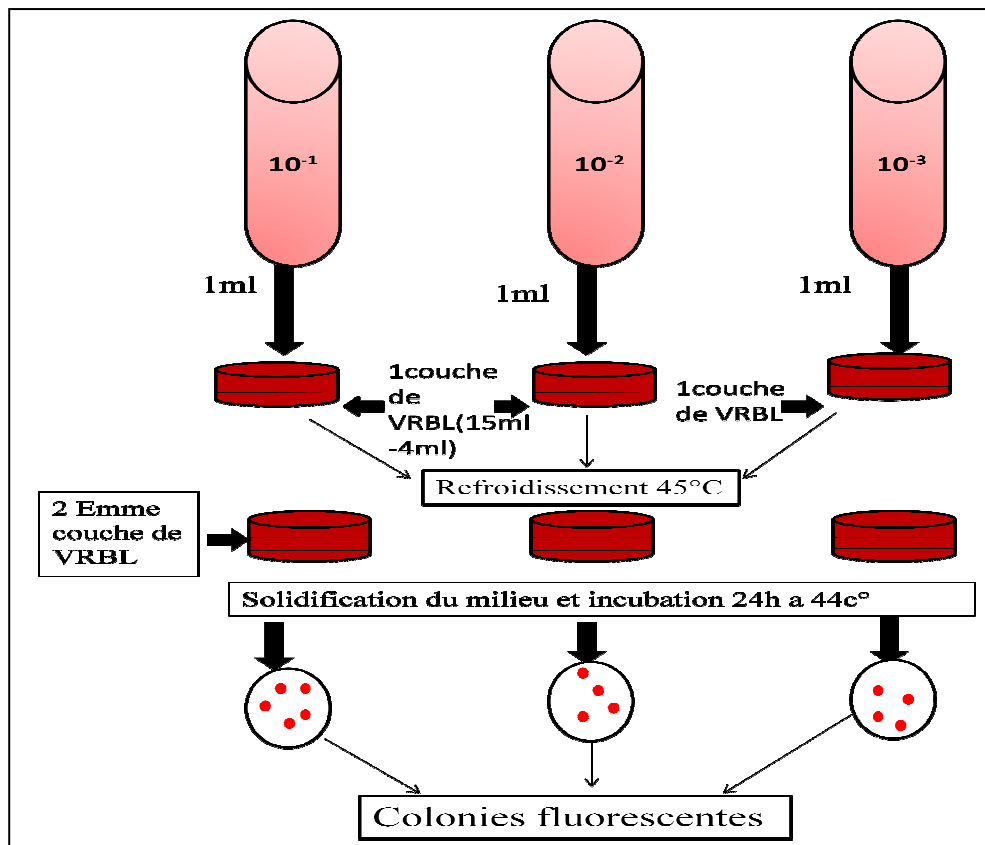 10⁻¹
10⁻²
10⁻³
1ml
1ml
1ml
1couche
de
VRBL(15ml
-4ml)
1couche
de VRBL
Refroidissement 45°C
2 Emme
couche de
VRBL
Solidification du milieu et incubation 24h a 44c°
Colonies fluorescentes